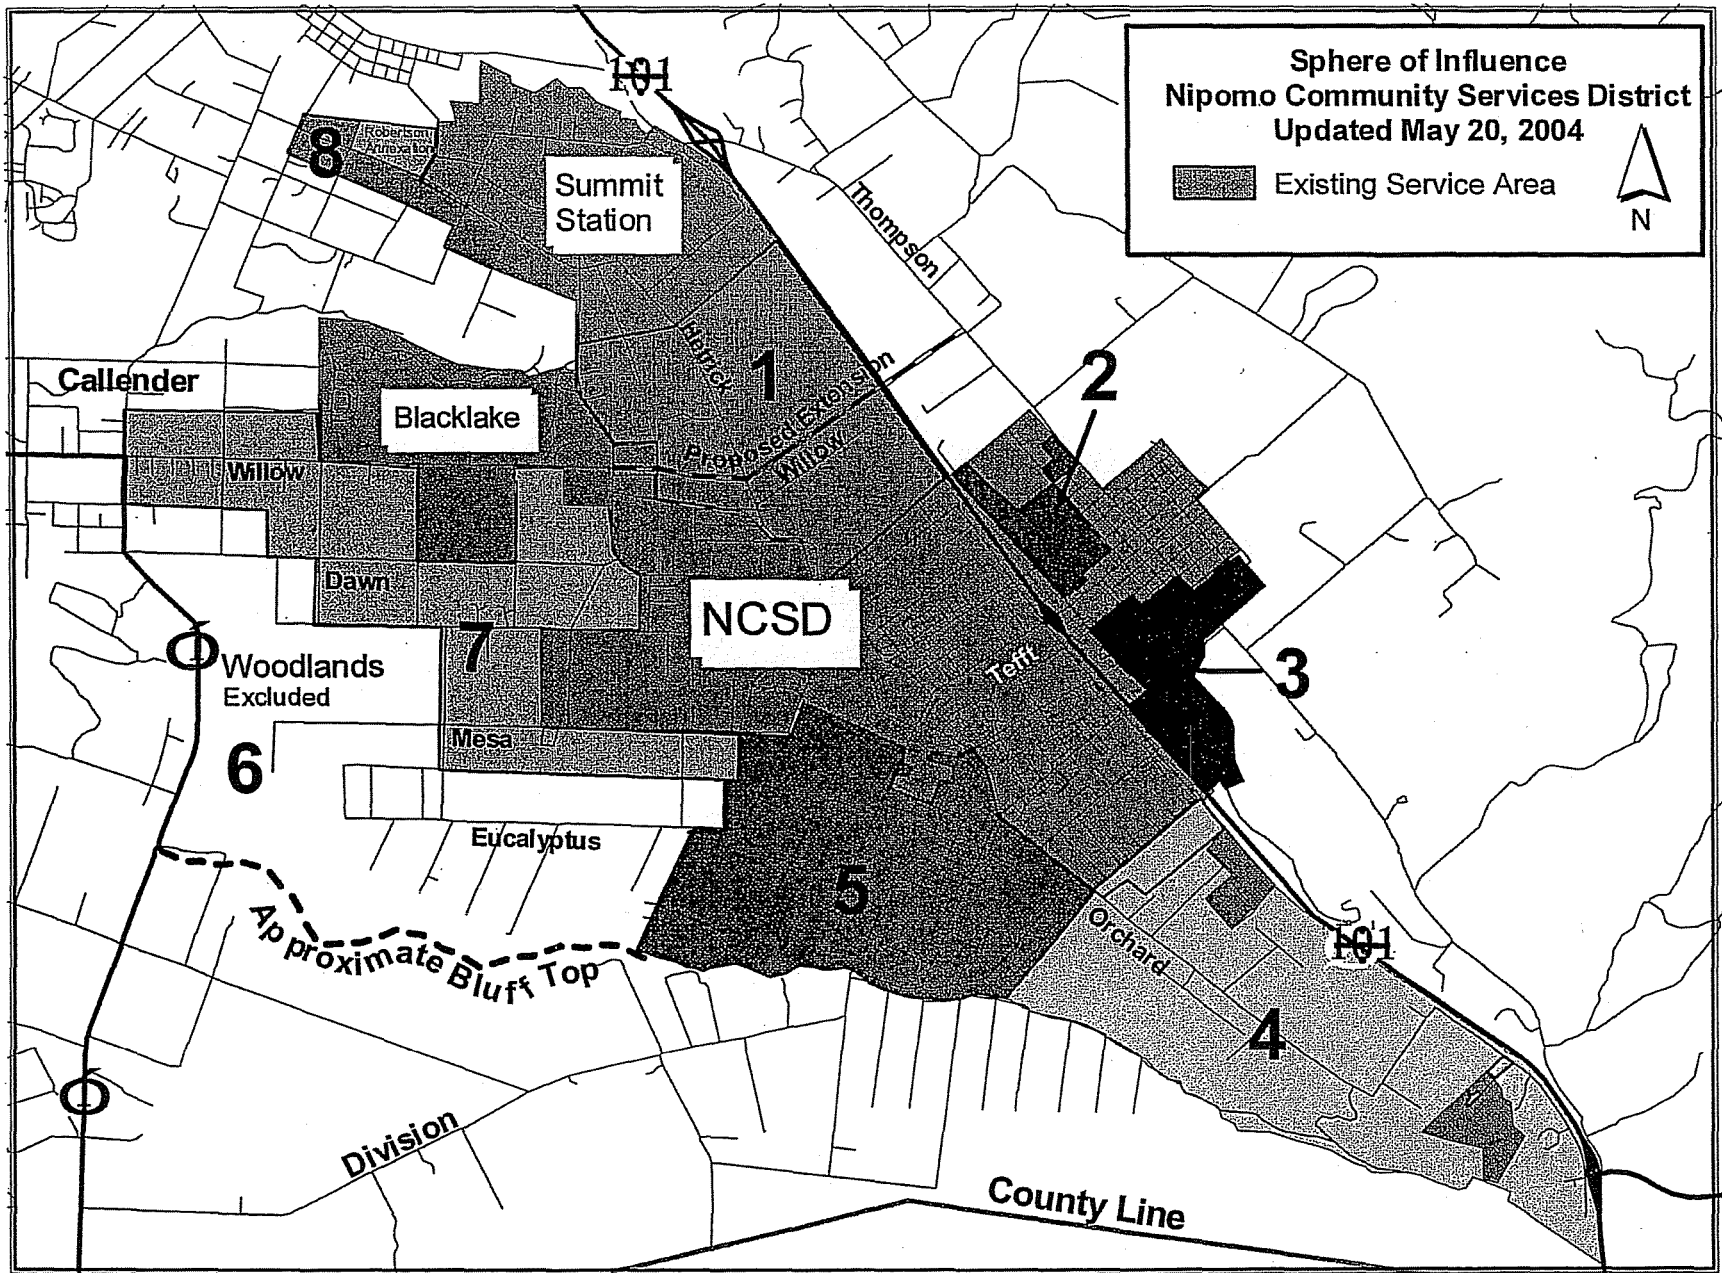 Sphere of Influence
Nipomo Community Services District
Updated May 20, 2004
Existing Service Area
N
101
8
Robertson
Annexation
Summit
Station
Thompson
Hetrick
1
2
Callender
Blacklake
Proposed Extension
Willow
Willow
Dawn
NCSD
7
Tefft
3
Woodlands
Excluded
6
Mesa
Eucalyptus
5
Orchard
101
Approximate Bluff Top
4
Division
County Line